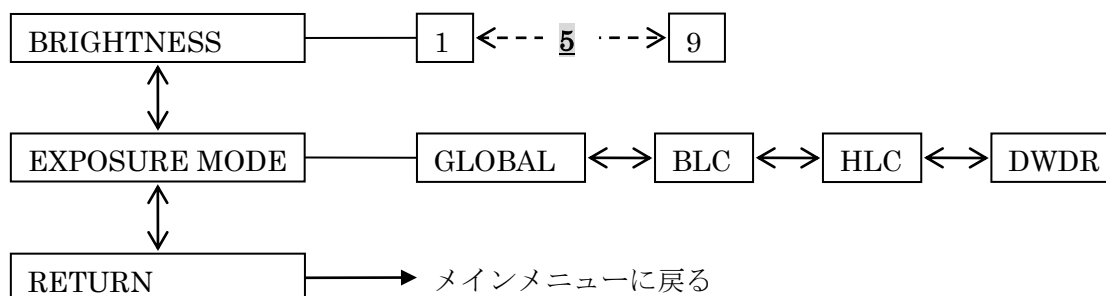 BRIGHTNESS 1 5 9
EXPOSURE MODE GLOBAL BLC HLC DWDR
RETURN メインメニューに戻る